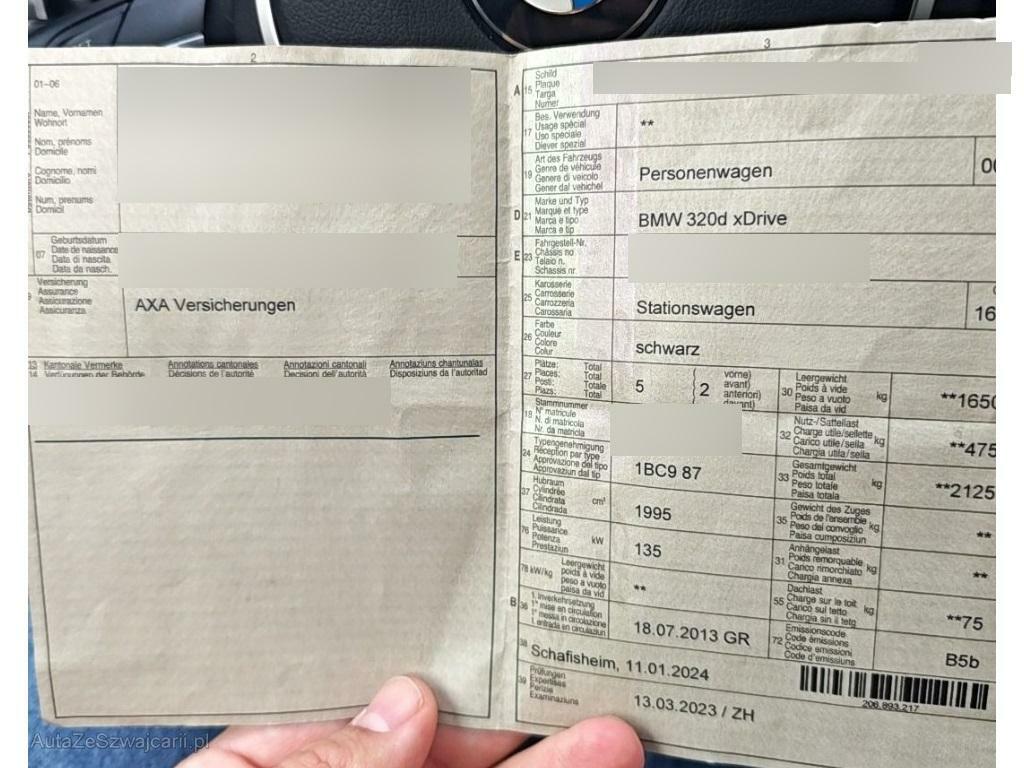 2
01-06
Name, Vornamen
Wohnort
Nom, prénoms
Domicile
Cognome, nomi
Domicilio
Num, prenums
Domicil
07
Geburtsdatum
Date de naissance
Data di nascita
Data da nasch.
Versicherung
Assurance
Assicurazione
Assicuranza
AXA Versicherungen
13 Kantonale Vermerke Annotations cantonales Annotazioni cantonali Annotaziuns chantunalas
14 Verfügungen der Behörde Décisions de l'autorité Decisioni dell'autorità Disposiziuns da l'autoritad
3
A 15
Schild
Plaque
Targa
Numer
17
Bes. Verwendung
Usage spécial
Uso speciale
Diever spezial
**
19
Art des Fahrzeugs
Genre de véhicule
Genere di veicolo
Gener dal vehichel
Personenwagen
00
D 21
Marke und Typ
Marque et type
Marca e tipo
Marca e tip
BMW 320d xDrive
E 23
Fahrgestell-Nr.
Châssis no
Telaio n.
Schassis nr.
25
Karosserie
Carrosserie
Carrozzeria
Carossaria
Stationswagen
16
26
Farbe
Couleur
Colore
Colur
schwarz
27
Plätze: Total
Places: Total
Posti: Totale
Plazs: Total
5
2
vorne)
avant)
anteriori)
davant)
30
Leergewicht
Poids à vide
Peso a vuoto
Paisa da vid
kg
**1650
18
Stammnummer
N° matricule
N. di matricola
Nr. da matricla
32
Nutz-/Sattellast
Charge utile/sellette
Carico utile/sella
Chargia utila/sella
kg
**475
24
Typengenehmigung
Réception par type
Approvazione del tipo
Approvaziun dal tip
1BC9 87
33
Gesamtgewicht
Poids total
Peso totale
Paisa totala
kg
**2125
37
Hubraum
Cylindrée
Cilindrata
Cilindrada
cm³
1995
35
Gewicht des Zuges
Poids de l'ensemble
Peso del convoglio
Paisa cumposiziun
kg
**
76
Leistung
Puissance
Potenza
Prestaziun
kW
135
31
Anhängelast
Poids remorquable
Carico rimorchiato
Chargia annexa
kg
**
78 kW/kg
Leergewicht
poids à vide
peso a vuoto
paisa da vid
**
55
Dachlast
Charge sur le toit
Carico sul tetto
Chargia sin il tetg
kg
**75
B 36
1. Inverkehrsetzung
1re mise en circulation
1a messa in circolazione
1. entrada en circulaziun
18.07.2013 GR
72
Emissionscode
Code émissions
Codice emissioni
Code d'emissiuns
B5b
38
Schafisheim, 11.01.2024
206.893.217
39
Prüfungen
Expertises
Perizie
Examinaziuns
13.03.2023 / ZH
AutaZeSzwajcarii.pl